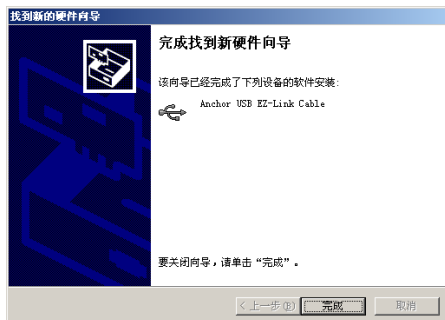 找到新的硬件向导
完成找到新硬件向导
该向导已经完成了下列设备的软件安装:
Anchor USB EZ-Link Cable
要关闭向导，请单击“完成”。
< 上一步(B)
完成
取消